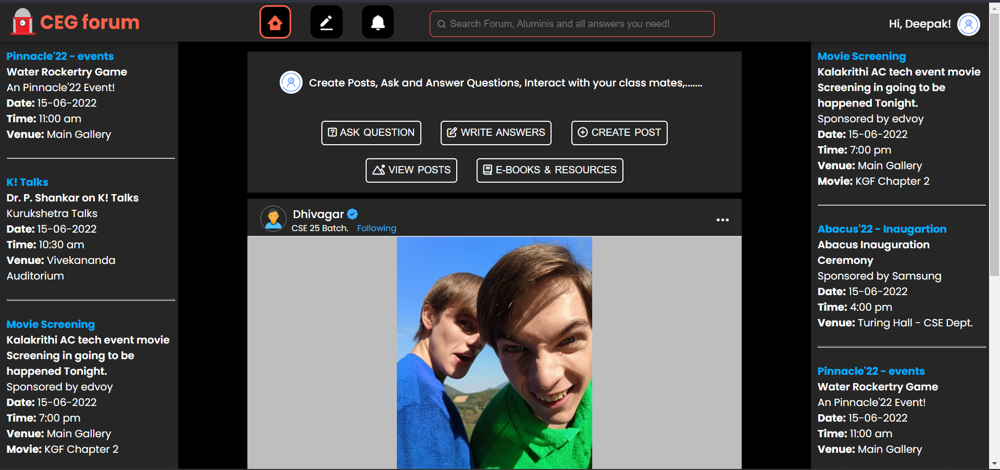 CEG forum
Search Forum, Aluminis and all answers you need!
Hi, Deepak!
Pinnacle'22 - events
Water Rockertry Game
An Pinnacle'22 Event!
Date: 15-06-2022
Time: 11:00 am
Venue: Main Gallery
K! Talks
Dr. P. Shankar on K! Talks
Kurukshetra Talks
Date: 15-06-2022
Time: 10:30 am
Venue: Vivekananda
Auditorium
Movie Screening
Kalakrithi AC tech event movie
Screening in going to be
happened Tonight.
Sponsored by edvoy
Date: 15-06-2022
Time: 7:00 pm
Venue: Main Gallery
Movie: KGF Chapter 2
Create Posts, Ask and Answer Questions, Interact with your class mates,.......
ASK QUESTION
WRITE ANSWERS
CREATE POST
VIEW POSTS
E-BOOKS & RESOURCES
Dhivagar
CSE 25 Batch. Following
Movie Screening
Kalakrithi AC tech event movie
Screening in going to be
happened Tonight.
Sponsored by edvoy
Date: 15-06-2022
Time: 7:00 pm
Venue: Main Gallery
Movie: KGF Chapter 2
Abacus'22 - Inaugartion
Abacus Inauguration
Ceremony
Sponsored by Samsung
Date: 15-06-2022
Time: 4:00 pm
Venue: Turing Hall - CSE Dept.
Pinnacle'22 - events
Water Rockertry Game
An Pinnacle'22 Event!
Date: 15-06-2022
Time: 11:00 am
Venue: Main Gallery